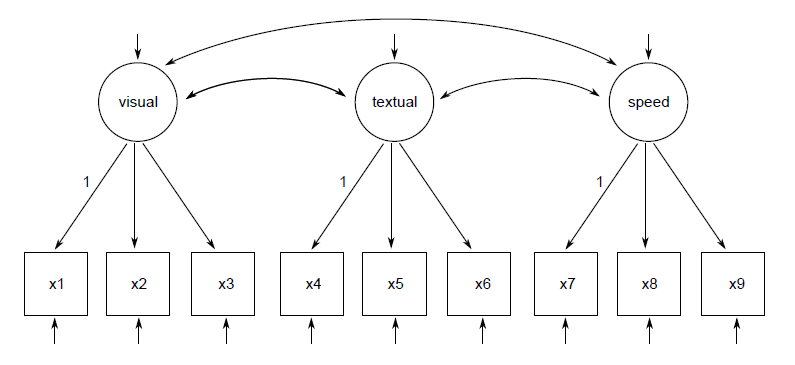 visual textual speed
1 1 1
x1 x2 x3 x4 x5 x6 x7 x8 x9